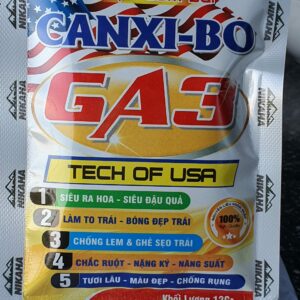 CANXI-BO
GA3
TECH OF USA
1 SIÊU RA HOA - SIÊU ĐẬU QUẢ
2 LÀM TO TRÁI - BÓNG ĐẸP TRÁI
3 CHỐNG LEM & GHẺ SẸO TRÁI
4 CHẮC RUỘT - NẶNG KÝ - NĂNG SUẤT
5 TƯƠI LÂU - MÀU ĐẸP - CHỐNG RỤNG
100%
Khối Lượng
NIKAHA
NIKAHA
NIKAHA
NIKAHA
NIKAHA